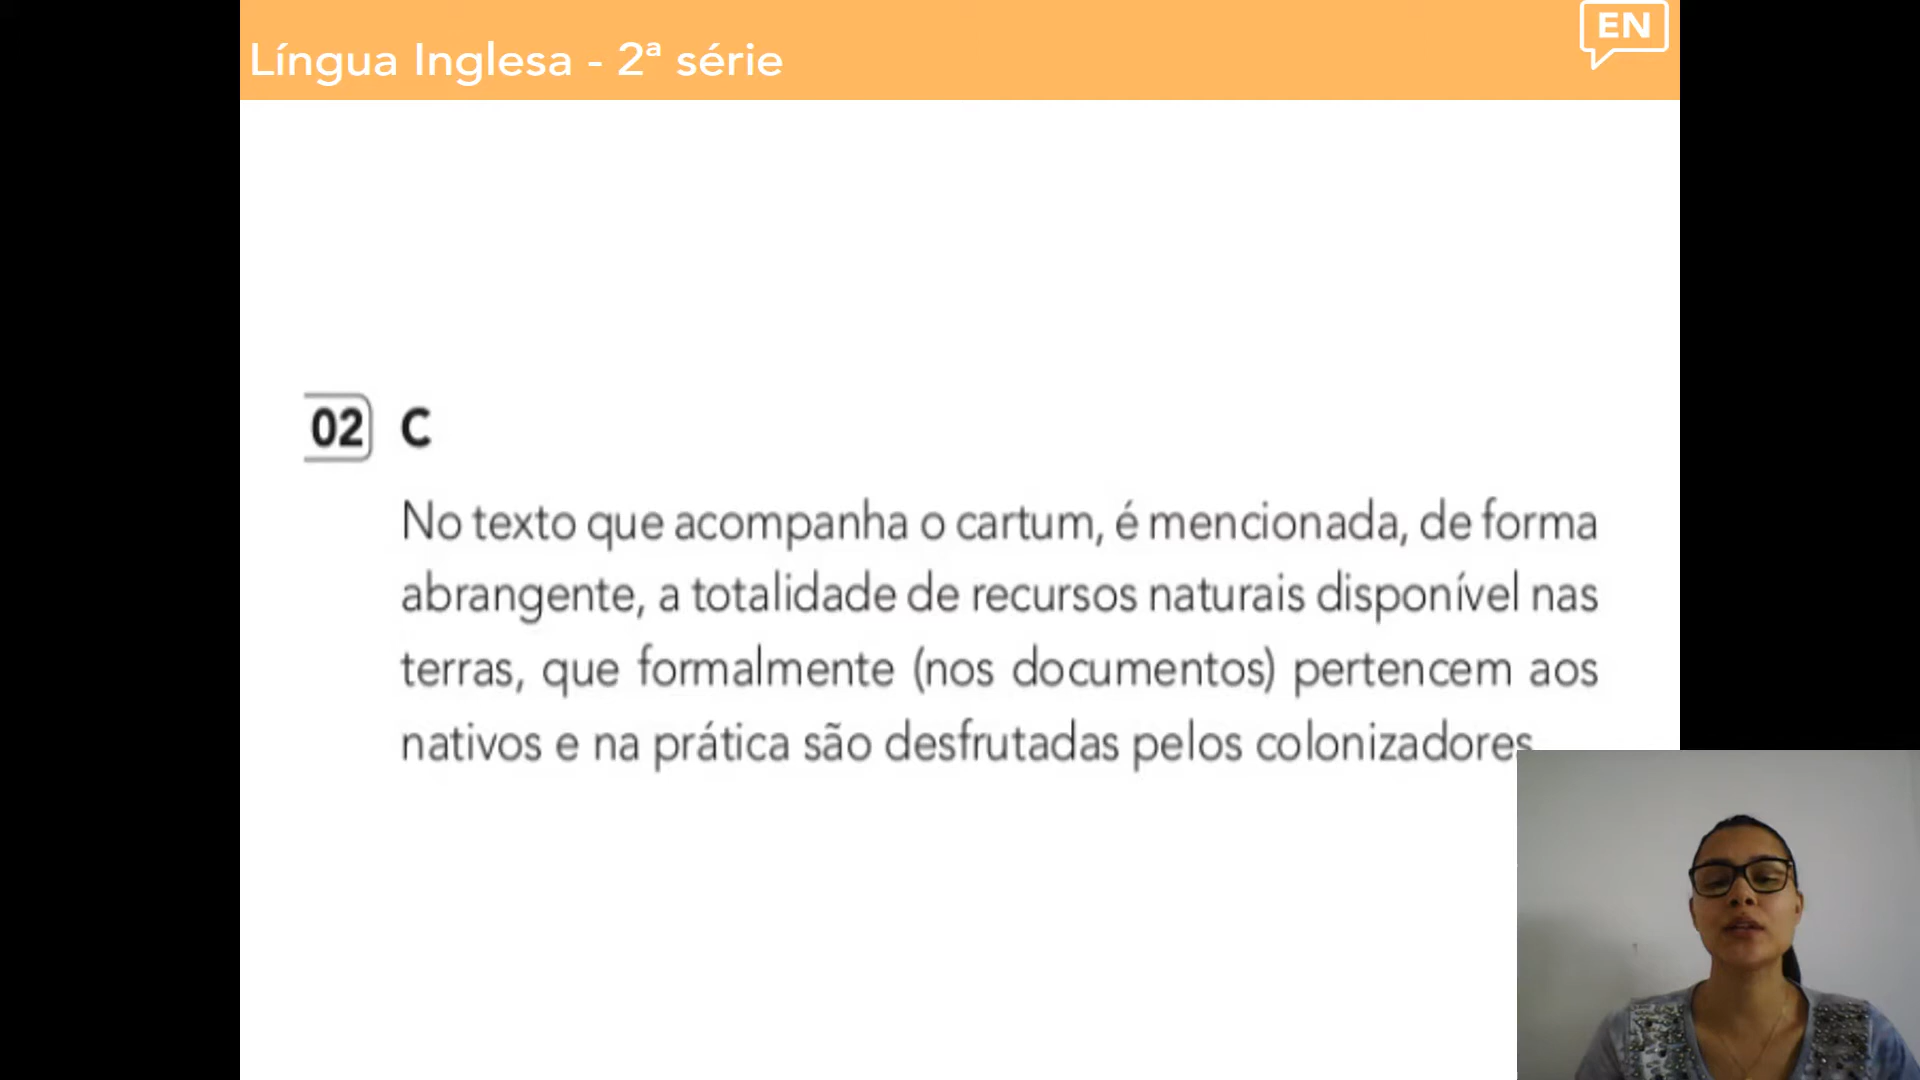 EN
Língua Inglesa - 2ª série
02 C
No texto que acompanha o cartum, é mencionada, de forma
abrangente, a totalidade de recursos naturais disponível nas
terras, que formalmente (nos documentos) pertencem aos
nativos e na prática são desfrutadas pelos colonizadores.